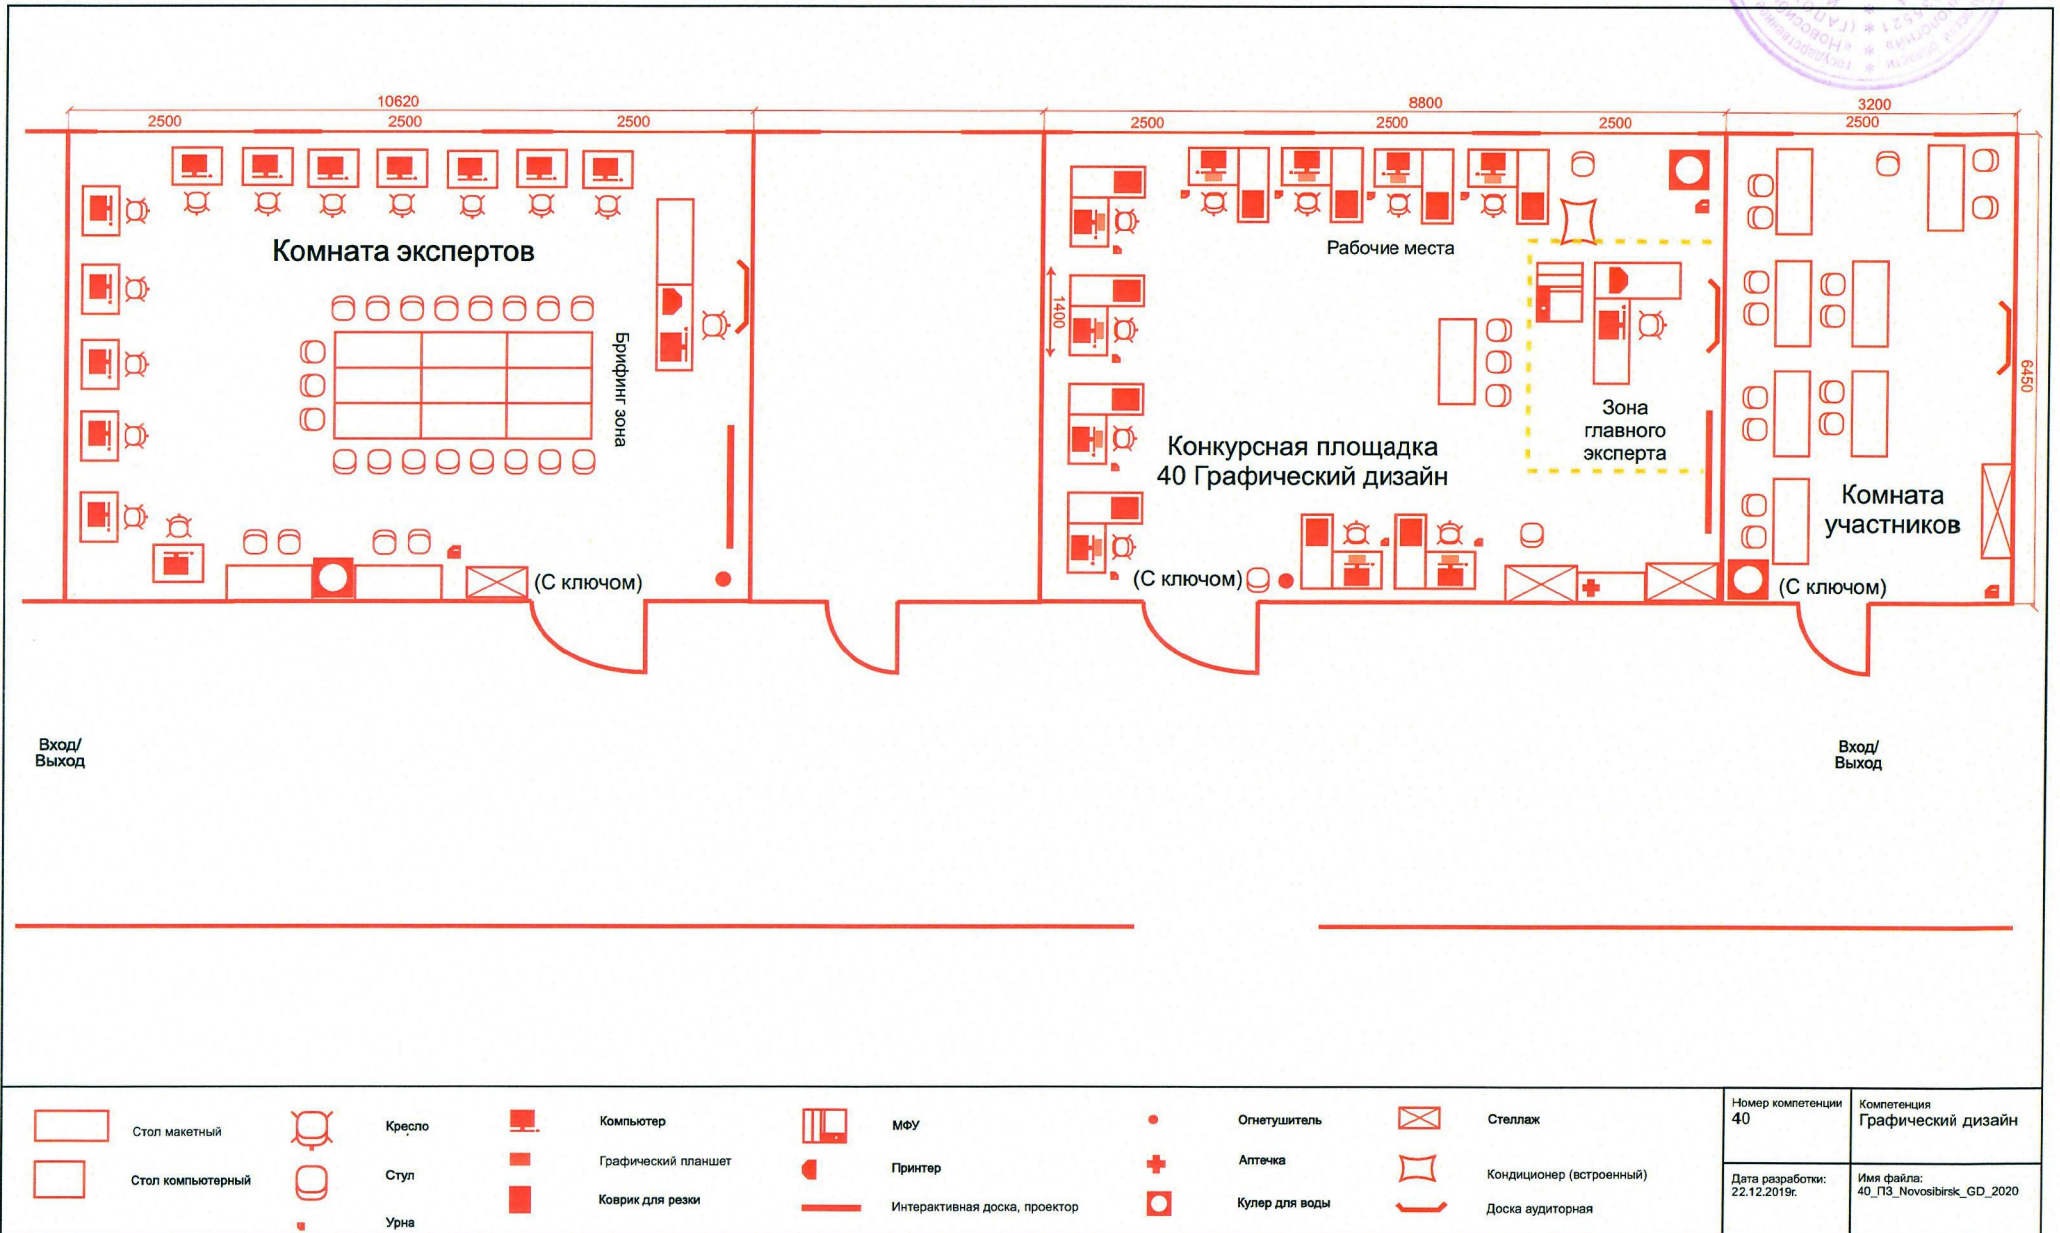 10620
8800
3200
2500
2500
2500
2500
2500
2500
2500
Комната экспертов
Брифинг зона
(С ключом)
1400
Рабочие места
Конкурсная площадка
40 Графический дизайн
Зона
главного
эксперта
(С ключом)
6450
Комната
участников
(С ключом)
Вход/
Выход
Вход/
Выход
Стол макетный
Стол компьютерный
Кресло
Стул
Урна
Компьютер
Графический планшет
Коврик для резки
МФУ
Принтер
Интерактивная доска, проектор
Огнетушитель
Аптечка
Кулер для воды
Стеллаж
Кондиционер (встроенный)
Доска аудиторная
Номер компетенции
40
Компетенция
Графический дизайн
Дата разработки:
22.12.2019г.
Имя файла:
40_ПЗ_Novosibirsk_GD_2020